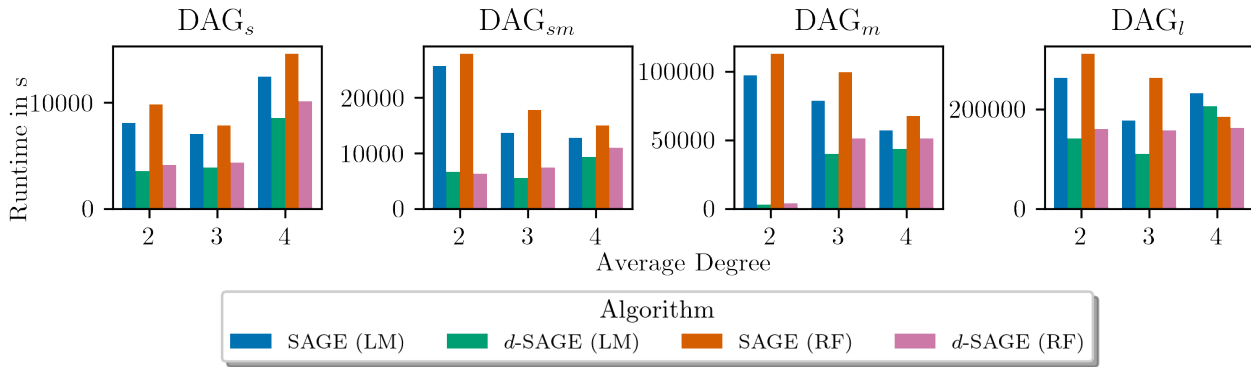 DAGₛ DAGₛₘ DAGₘ DAGₗ
Runtime in s
10000
0
20000
10000
0
100000
50000
0
200000
0
2 3 4 2 3 4 2 3 4 2 3 4
Average Degree
Algorithm
SAGE (LM) d-SAGE (LM) SAGE (RF) d-SAGE (RF)